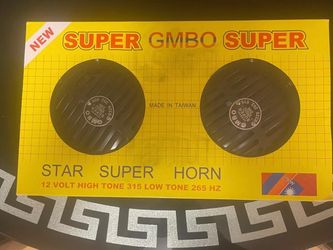 NEW
SUPER GMBO SUPER
MADE IN TAIWAN
STAR SUPER HORN
12 VOLT HIGH TONE 315 LOW TONE 265 HZ